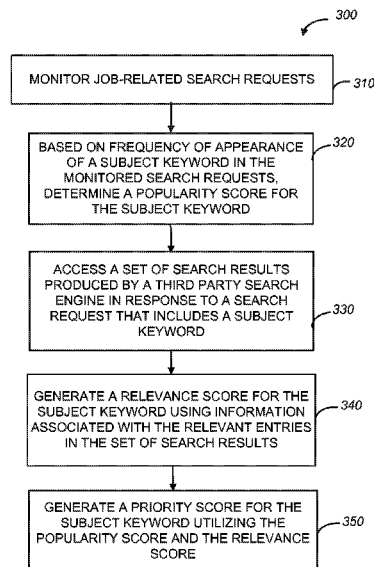 300
MONITOR JOB-RELATED SEARCH REQUESTS
310
BASED ON FREQUENCY OF APPEARANCE
OF A SUBJECT KEYWORD IN THE
MONITORED SEARCH REQUESTS,
DETERMINE A POPULARITY SCORE FOR
THE SUBJECT KEYWORD
320
ACCESS A SET OF SEARCH RESULTS
PRODUCED BY A THIRD PARTY SEARCH
ENGINE IN RESPONSE TO A SEARCH
REQUEST THAT INCLUDES A SUBJECT
KEYWORD
330
GENERATE A RELEVANCE SCORE FOR THE
SUBJECT KEYWORD USING INFORMATION
ASSOCIATED WITH THE RELEVANT ENTRIES
IN THE SET OF SEARCH RESULTS
340
GENERATE A PRIORITY SCORE FOR THE
SUBJECT KEYWORD UTILIZING THE
POPULARITY SCORE AND THE RELEVANCE
SCORE
350